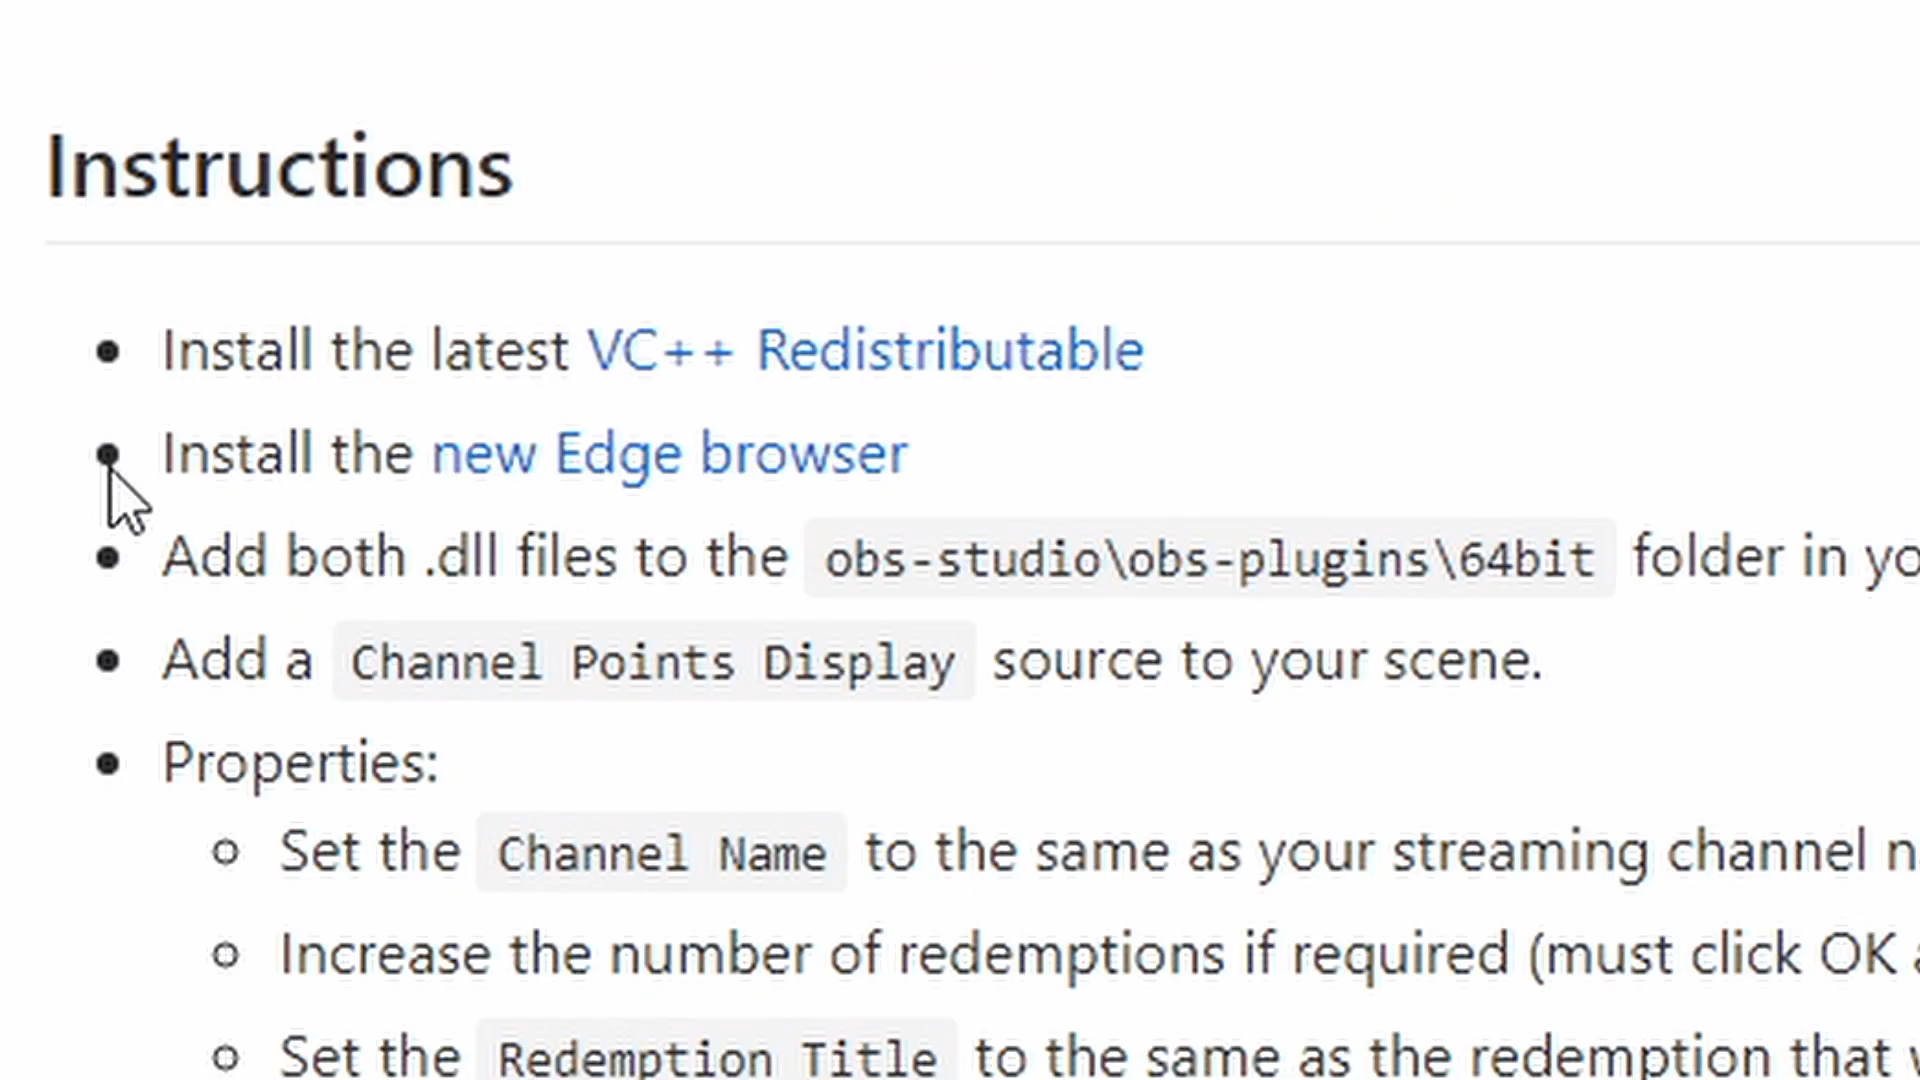 Instructions
Install the latest VC++ Redistributable
Install the new Edge browser
Add both .dll files to the obs-studio\obs-plugins\64bit folder in yo
Add a Channel Points Display source to your scene.
Properties:
Set the Channel Name to the same as your streaming channel n
Increase the number of redemptions if required (must click OK a
Set the Redemption Title to the same as the redemption that w